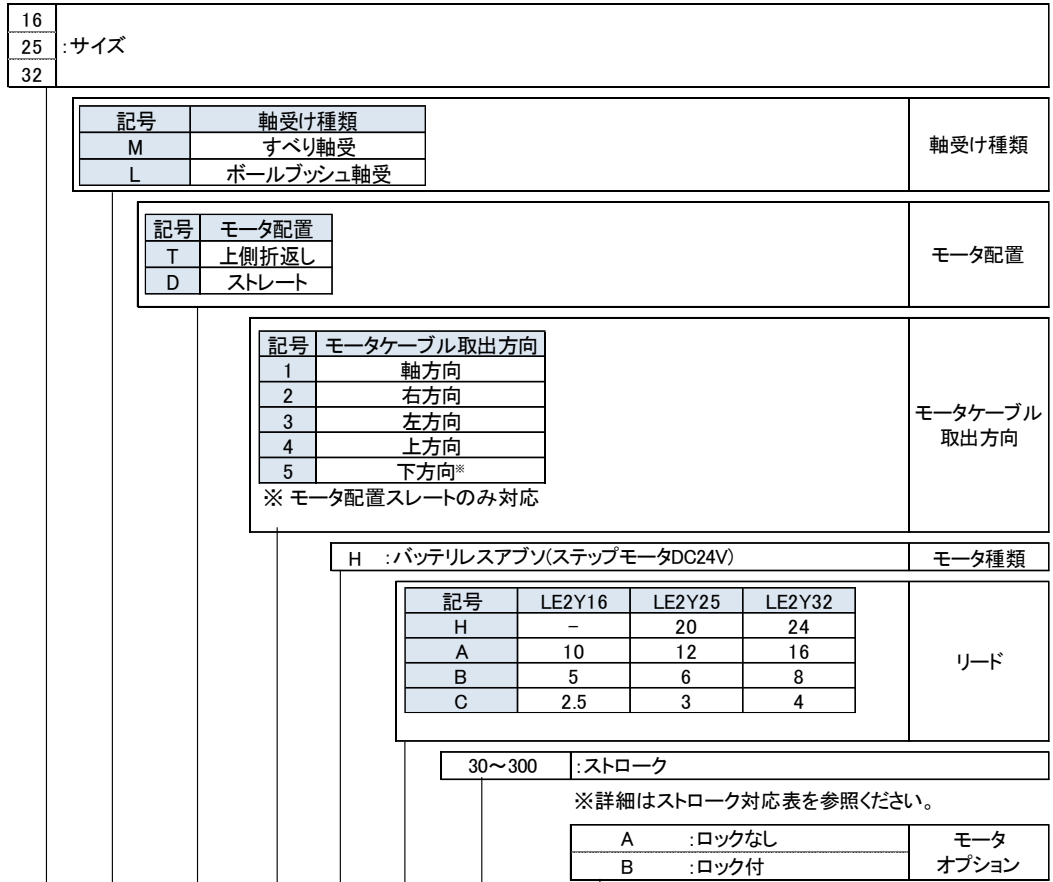 16
25 :サイズ
32
記号 軸受け種類
M すべり軸受
L ボールブッシュ軸受
軸受け種類
記号 モータ配置
T 上側折返し
D ストレート
モータ配置
記号 モータケーブル取出方向
1 軸方向
2 右方向
3 左方向
4 上方向
5 下方向※
※ モータ配置スレートのみ対応
モータケーブル
取出方向
H :バッテリレスアブソ(ステップモータDC24V) モータ種類
記号 LE2Y16 LE2Y25 LE2Y32
H － 20 24
A 10 12 16
B 5 6 8
C 2.5 3 4
リード
30～300 :ストローク
※詳細はストローク対応表を参照ください。
A :ロックなし
B :ロック付
モータ
オプション